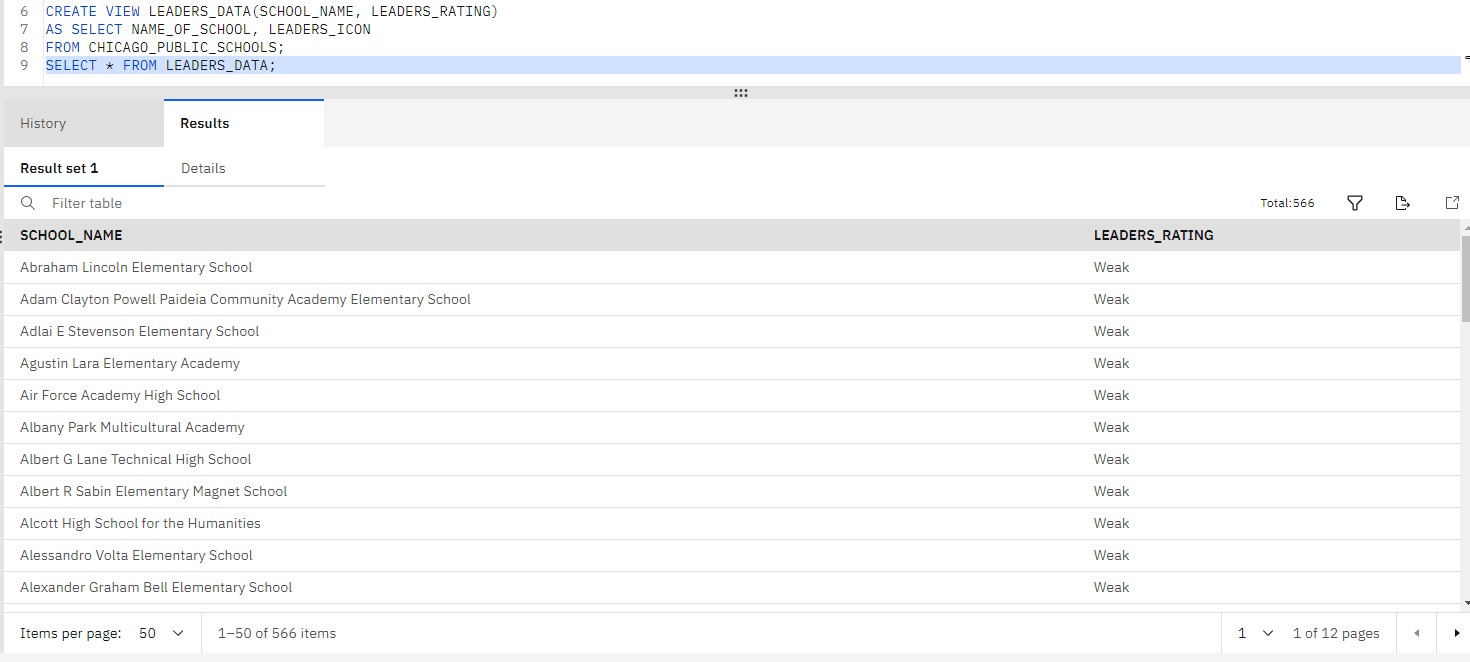 6 CREATE VIEW LEADERS_DATA(SCHOOL_NAME, LEADERS_RATING)
7 AS SELECT NAME_OF_SCHOOL, LEADERS_ICON
8 FROM CHICAGO_PUBLIC_SCHOOLS;
9 SELECT * FROM LEADERS_DATA;
History Results
Result set 1 Details
Filter table Total:566
SCHOOL_NAME LEADERS_RATING
Abraham Lincoln Elementary School Weak
Adam Clayton Powell Paideia Community Academy Elementary School Weak
Adlai E Stevenson Elementary School Weak
Agustin Lara Elementary Academy Weak
Air Force Academy High School Weak
Albany Park Multicultural Academy Weak
Albert G Lane Technical High School Weak
Albert R Sabin Elementary Magnet School Weak
Alcott High School for the Humanities Weak
Alessandro Volta Elementary School Weak
Alexander Graham Bell Elementary School Weak
Items per page: 50 1–50 of 566 items 1 1 of 12 pages